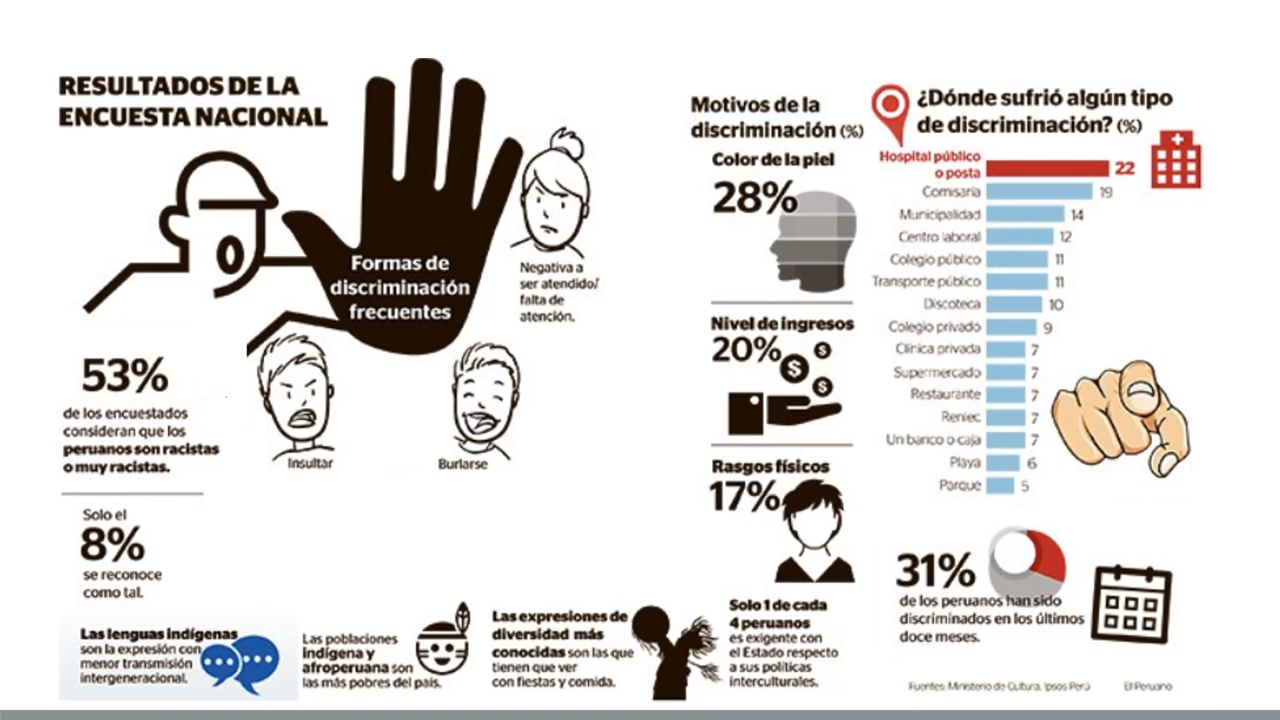 RESULTADOS DE LA
ENCUESTA NACIONAL
Formas de
discriminación
frecuentes
Negativa a
ser atendido/
falta de
atención.
Insultar
Burlarse
53%
de los encuestados
consideran que los
peruanos son racistas
o muy racistas.
Solo el
8%
se reconoce
como tal.
Las lenguas indígenas
son la expresión con
menor transmisión
intergeneracional.
Las poblaciones
indígena y
afroperuana son
las más pobres del país.
Las expresiones de
diversidad más
conocidas son las que
tienen que ver
con fiestas y comida.
Motivos de la
discriminación (%)
Color de la piel
28%
Nivel de ingresos
20%
Rasgos físicos
17%
Solo 1 de cada
4 peruanos
es exigente con
el Estado respecto
a sus políticas
interculturales.
¿Dónde sufrió algún tipo
de discriminación? (%)
Hospital público
o posta 22
Comisaría 19
Municipalidad 14
Centro laboral 12
Colegio público 11
Transporte público 11
Discoteca 10
Colegio privado 9
Clínica privada 7
Supermercado 7
Restaurante 7
Reniec 7
Un banco o caja 7
Playa 6
Parque 5
31%
de los peruanos han sido
discriminados en los últimos
doce meses.
Fuentes: Ministerio de Cultura, Ipsos Perú El Peruano